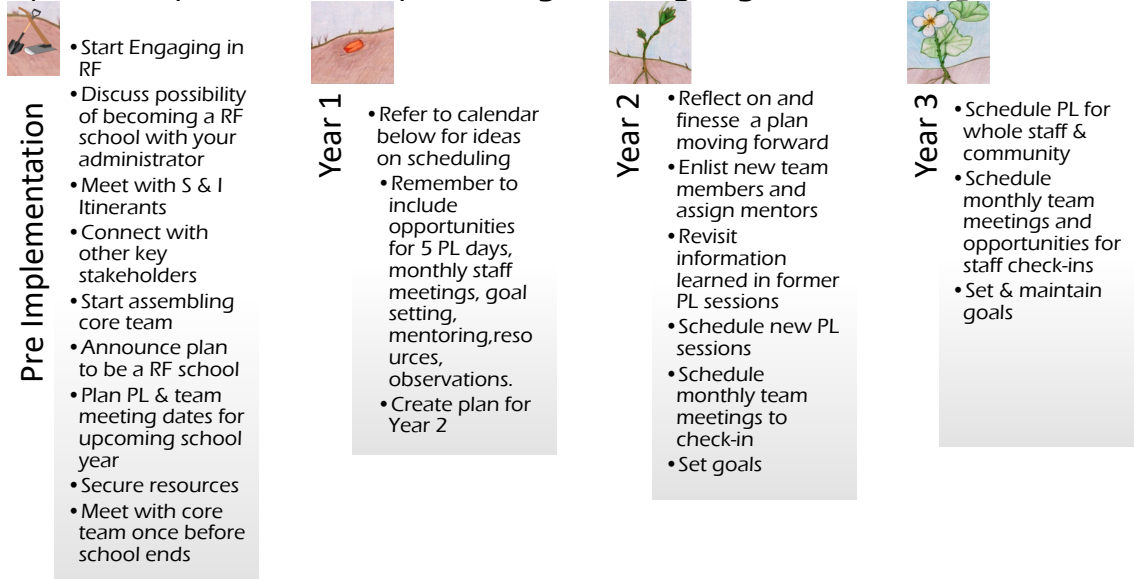 Pre Implementation
•Start Engaging in
RF
•Discuss possibility
of becoming a RF
school with your
administrator
•Meet with S & I
Itinerants
•Connect with
other key
stakeholders
•Start assembling
core team
•Announce plan
to be a RF school
•Plan PL & team
meeting dates for
upcoming school
year
•Secure resources
•Meet with core
team once before
school ends
Year 1
•Refer to calendar
below for ideas
on scheduling
•Remember to
include
opportunities
for 5 PL days,
monthly staff
meetings, goal
setting,
mentoring,reso
urces,
observations.
•Create plan for
Year 2
Year 2
•Reflect on and
finesse a plan
moving forward
•Enlist new team
members and
assign mentors
•Revisit
information
learned in former
PL sessions
•Schedule new PL
sessions
•Schedule
monthly team
meetings to
check-in
•Set goals
Year 3
•Schedule PL for
whole staff &
community
•Schedule
monthly team
meetings and
opportunities for
staff check-ins
•Set & maintain
goals